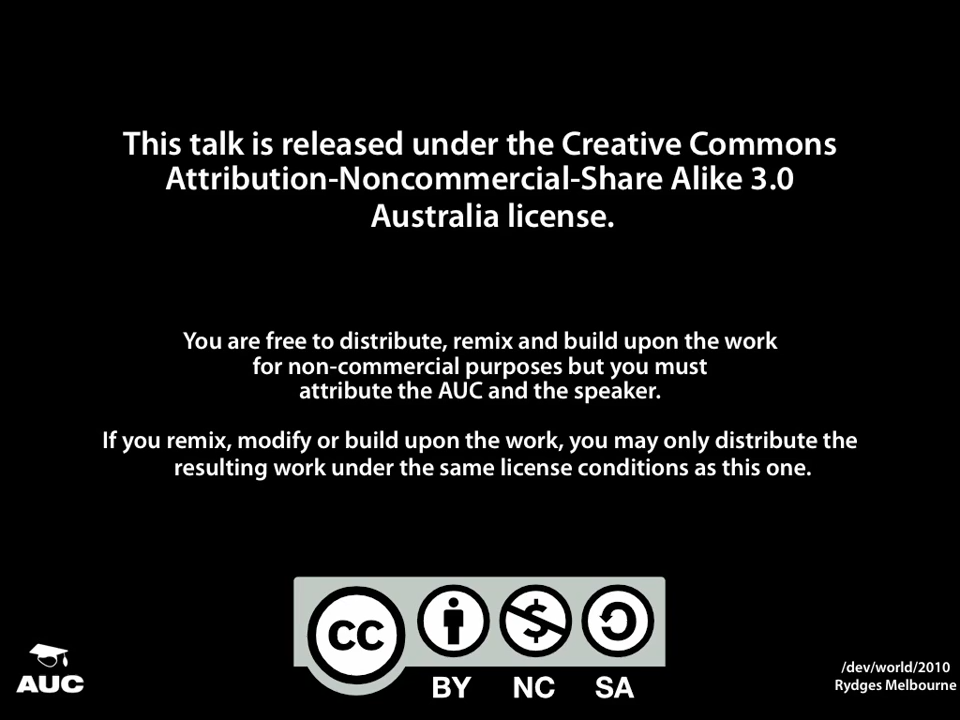 This talk is released under the Creative Commons
Attribution-Noncommercial-Share Alike 3.0
Australia license.
You are free to distribute, remix and build upon the work
for non-commercial purposes but you must
attribute the AUC and the speaker.
If you remix, modify or build upon the work, you may only distribute the
resulting work under the same license conditions as this one.
cc
BY NC SA
AUC
/dev/world/2010
Rydges Melbourne